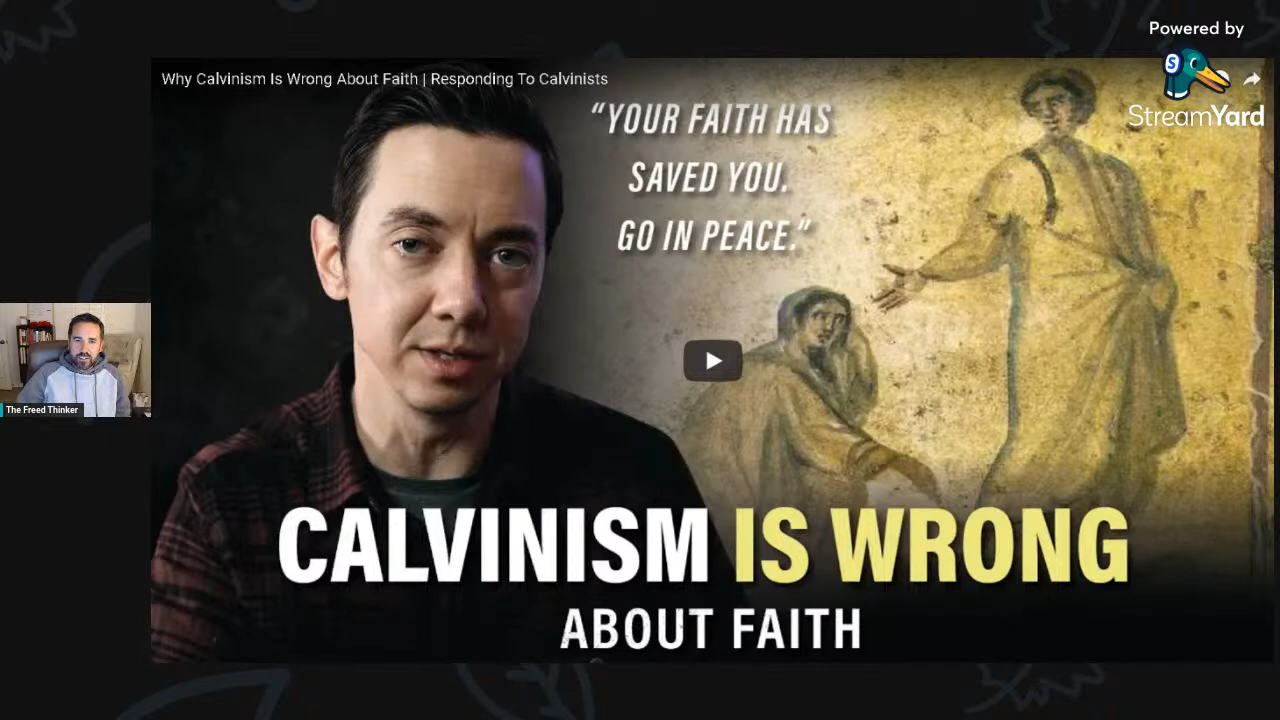 Powered by
S
StreamYard
Why Calvinism Is Wrong About Faith | Responding To Calvinists
“YOUR FAITH HAS
SAVED YOU.
GO IN PEACE.”
The Freed Thinker
CALVINISM IS WRONG
ABOUT FAITH